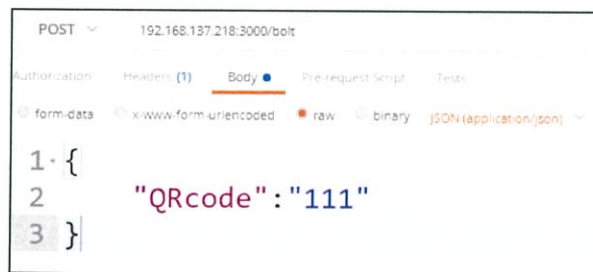 POST 192.168.137.218:3000/bolt
Authorization Headers (1) Body Pre-request Script Tests
form-data x-www-form-urlencoded raw binary JSON (application/json)
1 {
2 "QRcode":"111"
3 }